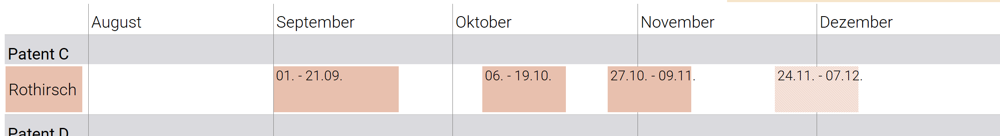 August September Oktober November Dezember
Patent C
01. - 21.09. 06. - 19.10. 27.10. - 09.11. 24.11. - 07.12.
Rothirsch
Patent D